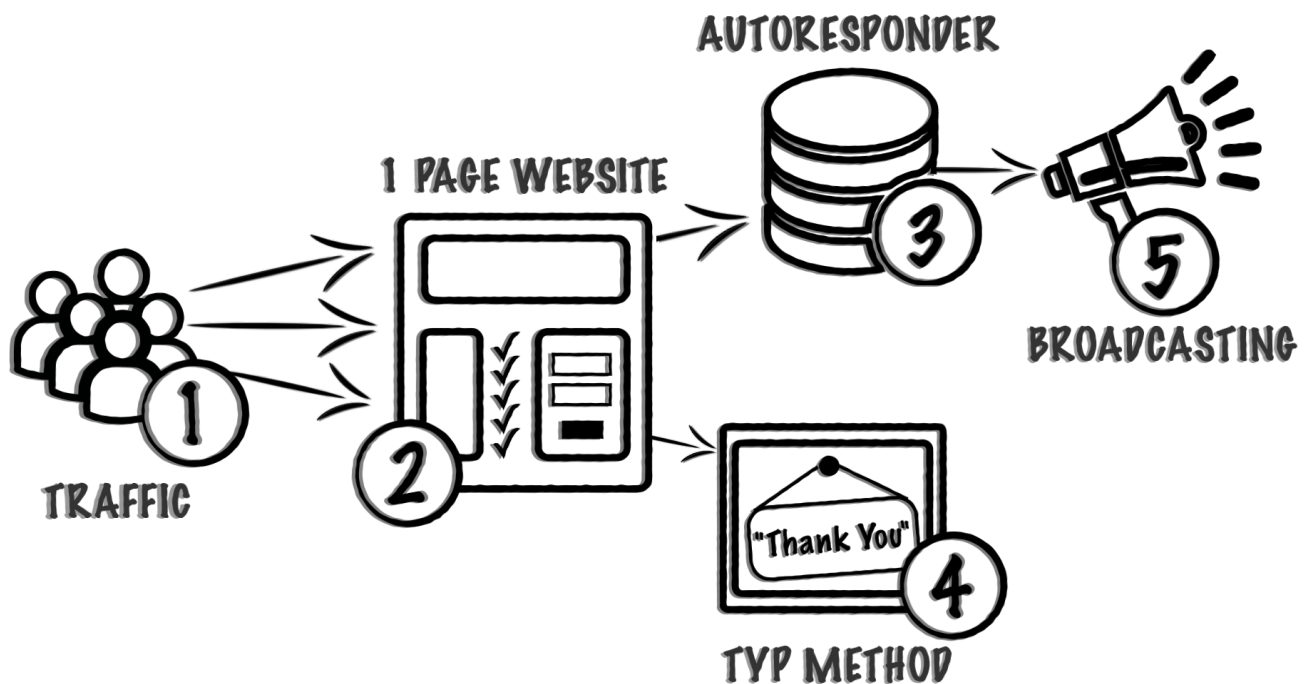 AUTORESPONDER
1 PAGE WEBSITE
3
5
BROADCASTING
1
2
TRAFFIC
"Thank You"
4
TYP METHOD